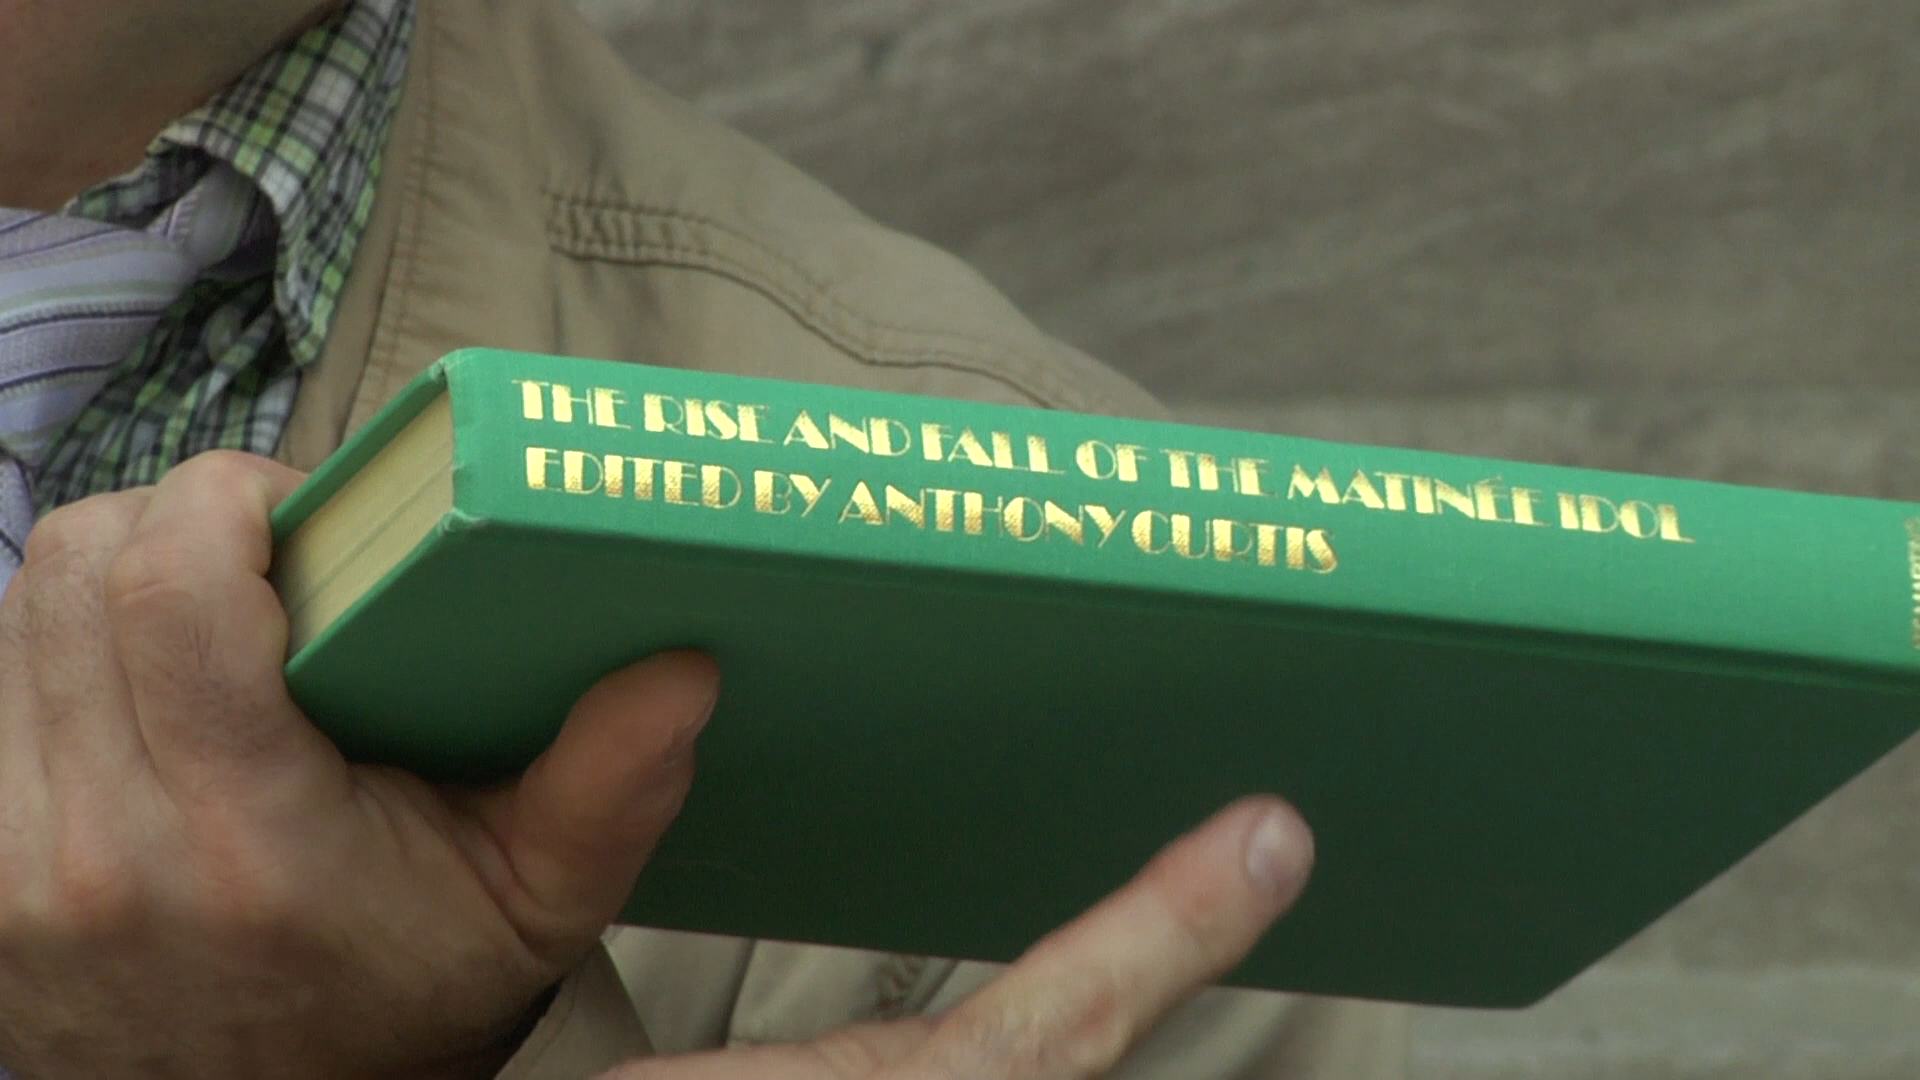 THE RISE AND FALL OF THE MATINÉE IDOL
EDITED BY ANTHONY CURTIS